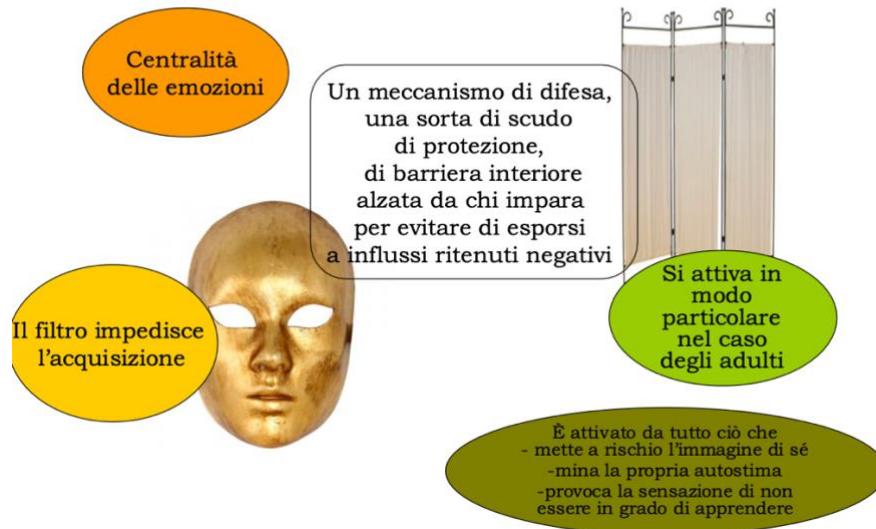 Centralità
delle emozioni
Un meccanismo di difesa,
una sorta di scudo
di protezione,
di barriera interiore
alzata da chi impara
per evitare di esporsi
a influssi ritenuti negativi
Il filtro impedisce
l'acquisizione
Si attiva in
modo
particolare
nel caso
degli adulti
È attivato da tutto ciò che
- mette a rischio l'immagine di sé
-mina la propria autostima
-provoca la sensazione di non
essere in grado di apprendere